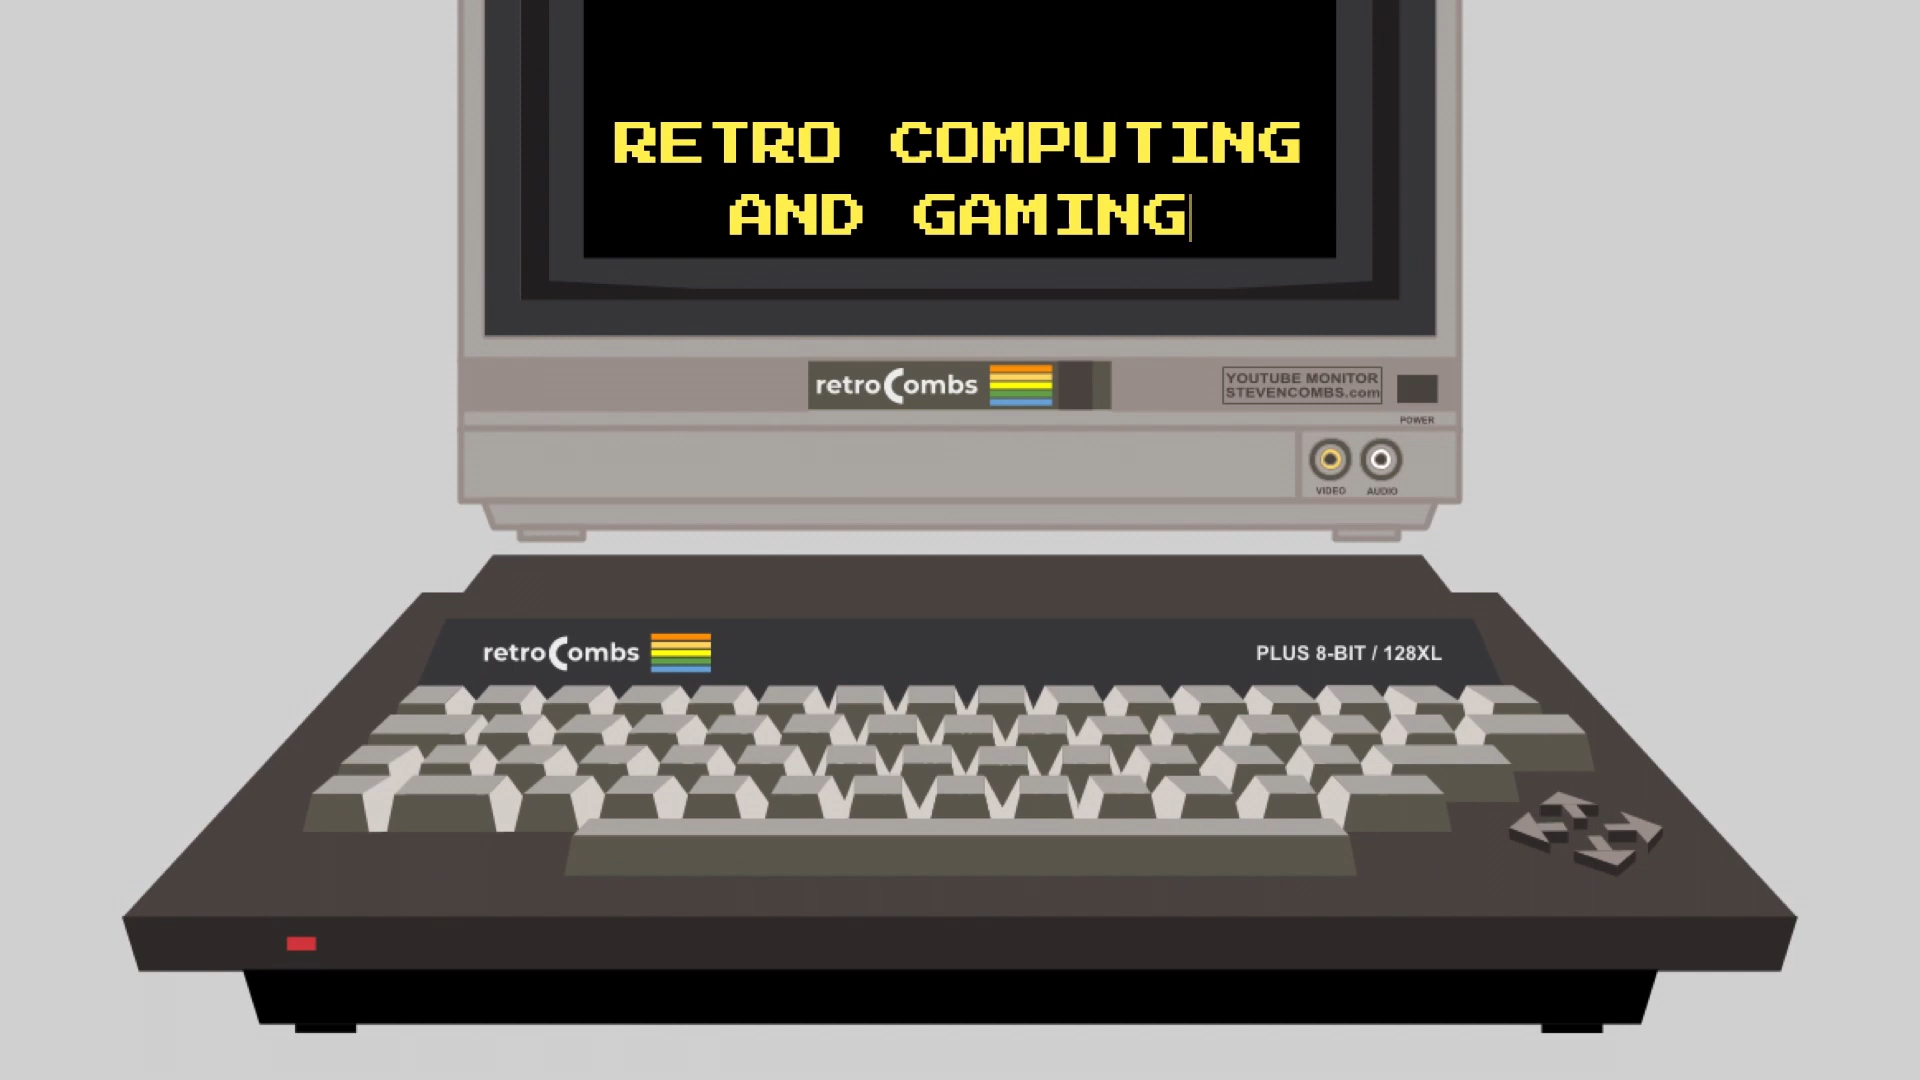 RETRO COMPUTING
AND GAMING
retroCombs
YOUTUBE MONITOR
STEVENCOMBS.com
POWER
VIDEO AUDIO
retroCombs
PLUS 8-BIT / 128XL